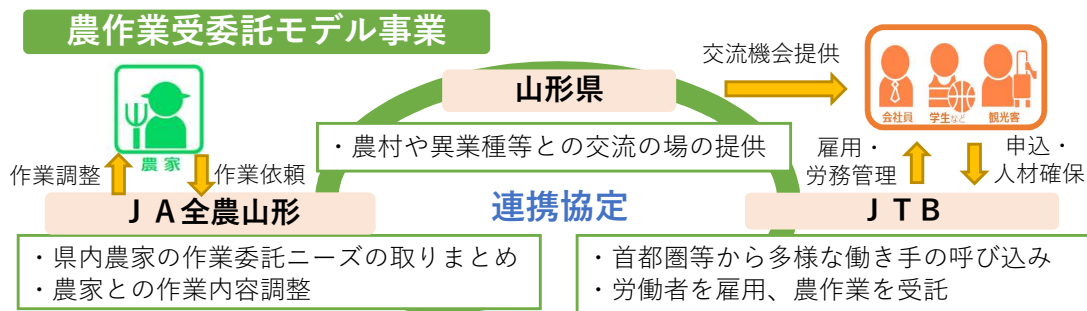 農作業受委託モデル事業
交流機会提供
山形県
・農村や異業種等との交流の場の提供
会社員
学生など
観光客
農家
作業調整
作業依頼
雇用・
労務管理
申込・
人材確保
ＪＡ全農山形
連携協定
ＪＴＢ
・県内農家の作業委託ニーズの取りまとめ
・農家との作業内容調整
・首都圏等から多様な働き手の呼び込み
・労働者を雇用、農作業を受託